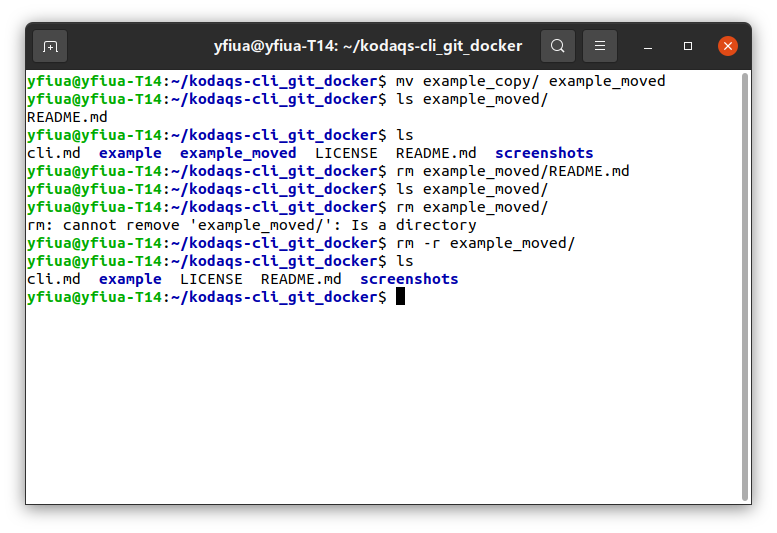 yfiua@yfiua-T14: ~/kodaqs-cli_git_docker
yfiua@yfiua-T14:~/kodaqs-cli_git_docker$ mv example_copy/ example_moved
yfiua@yfiua-T14:~/kodaqs-cli_git_docker$ ls example_moved/
README.md
yfiua@yfiua-T14:~/kodaqs-cli_git_docker$ ls
cli.md  example  example_moved  LICENSE  README.md  screenshots
yfiua@yfiua-T14:~/kodaqs-cli_git_docker$ rm example_moved/README.md
yfiua@yfiua-T14:~/kodaqs-cli_git_docker$ ls example_moved/
yfiua@yfiua-T14:~/kodaqs-cli_git_docker$ rm example_moved/
rm: cannot remove 'example_moved/': Is a directory
yfiua@yfiua-T14:~/kodaqs-cli_git_docker$ rm -r example_moved/
yfiua@yfiua-T14:~/kodaqs-cli_git_docker$ ls
cli.md  example  LICENSE  README.md  screenshots
yfiua@yfiua-T14:~/kodaqs-cli_git_docker$